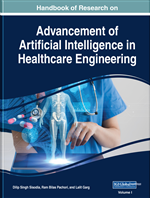 Handbook of Research on
Advancement of
Artificial Intelligence in
Healthcare Engineering
Dilip Singh Sisodia, Ram Bilas Pachori, and Lalit Garg
Volume I